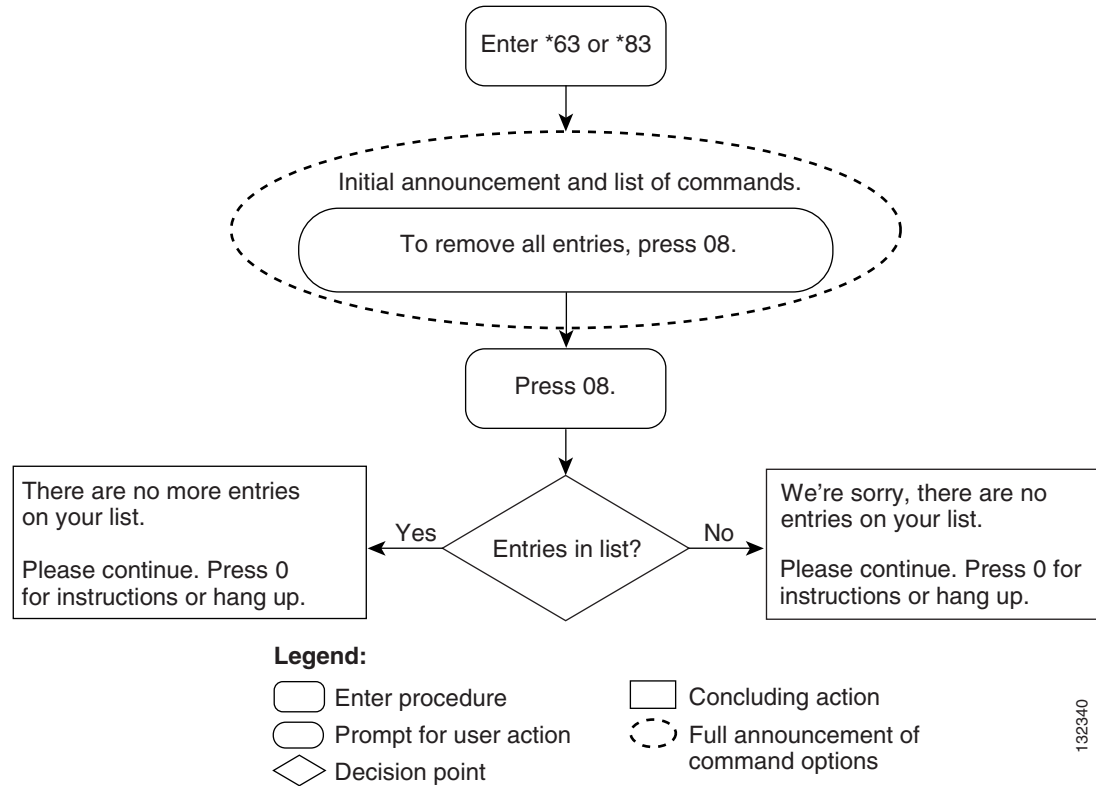 Enter *63 or *83
Initial announcement and list of commands.
To remove all entries, press 08.
Press 08.
There are no more entries
on your list.
Please continue. Press 0
for instructions or hang up.
Yes
Entries in list?
No
We're sorry, there are no
entries on your list.
Please continue. Press 0 for
instructions or hang up.
Legend:
Enter procedure
Prompt for user action
Decision point
Concluding action
Full announcement of
command options
132340